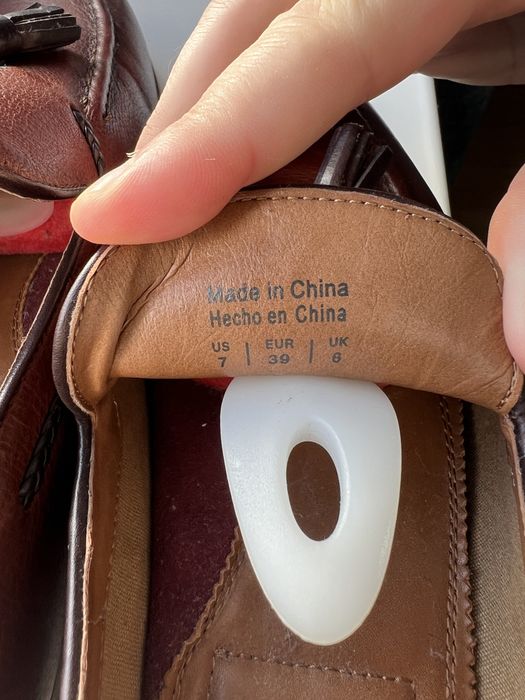 Made in China
Hecho en China
US | EUR | UK
7 | 39 | 6